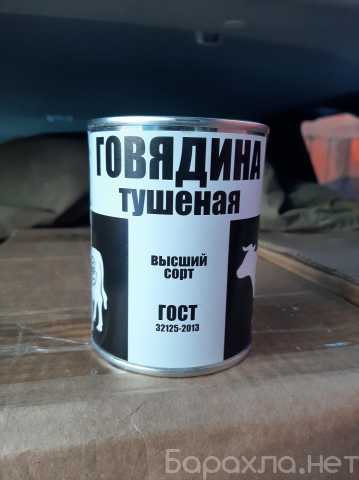 ГОВЯДИНА
тушеная
высший
сорт
ГОСТ
32125-2013
Барахла.нет